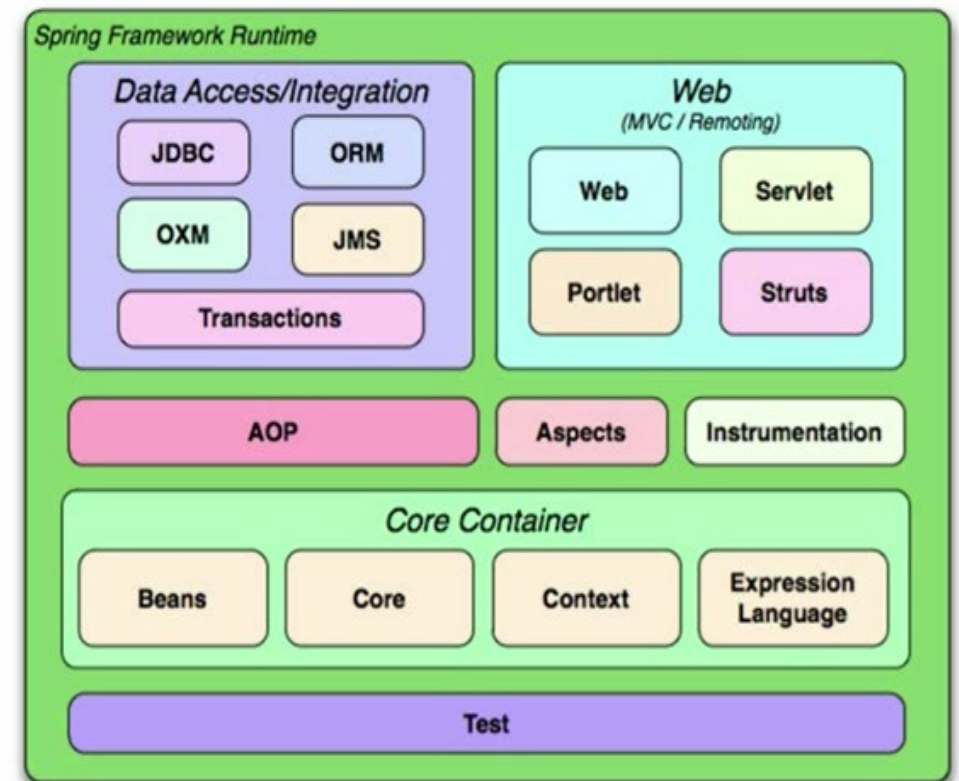 Spring Framework Runtime
Data Access/Integration
JDBC
ORM
OXM
JMS
Transactions
Web
(MVC / Remoting)
Web
Servlet
Portlet
Struts
AOP
Aspects
Instrumentation
Core Container
Beans
Core
Context
Expression
Language
Test